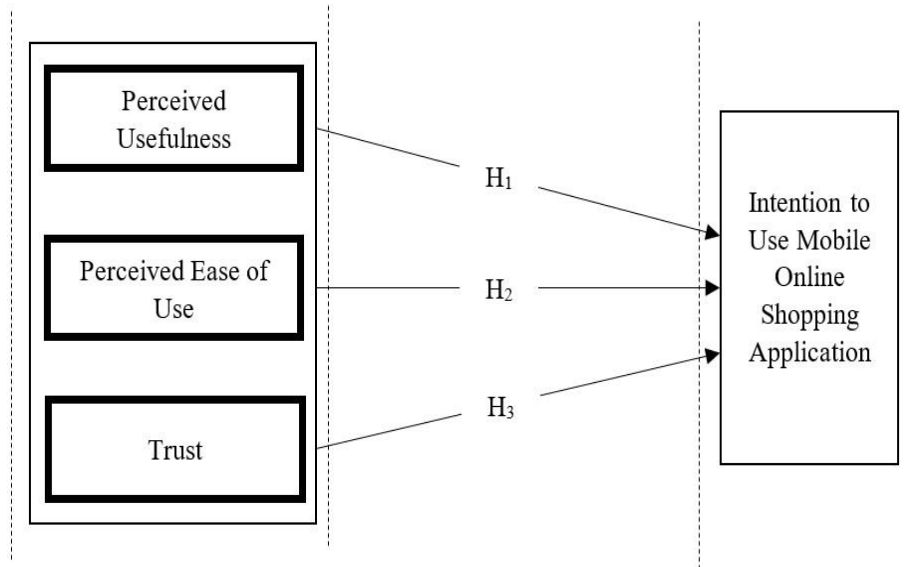 Perceived
Usefulness
H₁
Perceived Ease of
Use
H₂
Trust
H₃
Intention to
Use Mobile
Online
Shopping
Application